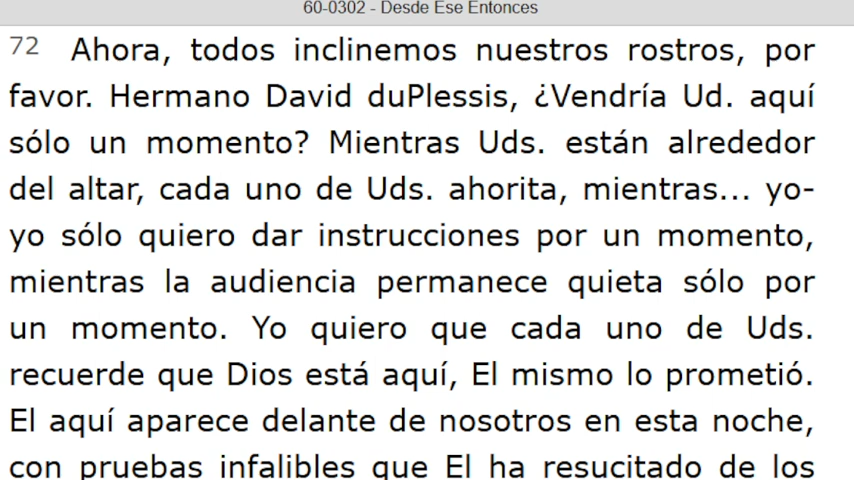 60-0302 - Desde Ese Entonces
72 Ahora, todos inclinemos nuestros rostros, por
favor. Hermano David duPlessis, ¿Vendría Ud. aquí
sólo un momento? Mientras Uds. están alrededor
del altar, cada uno de Uds. ahorita, mientras... yo-
yo sólo quiero dar instrucciones por un momento,
mientras la audiencia permanece quieta sólo por
un momento. Yo quiero que cada uno de Uds.
recuerde que Dios está aquí, El mismo lo prometió.
El aquí aparece delante de nosotros en esta noche,
con pruebas infalibles que El ha resucitado de los